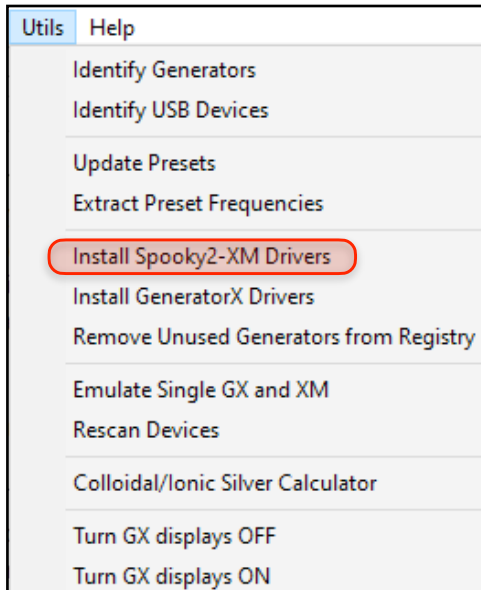 Utils Help
Identify Generators
Identify USB Devices
Update Presets
Extract Preset Frequencies
Install Spooky2-XM Drivers
Install GeneratorX Drivers
Remove Unused Generators from Registry
Emulate Single GX and XM
Rescan Devices
Colloidal/Ionic Silver Calculator
Turn GX displays OFF
Turn GX displays ON